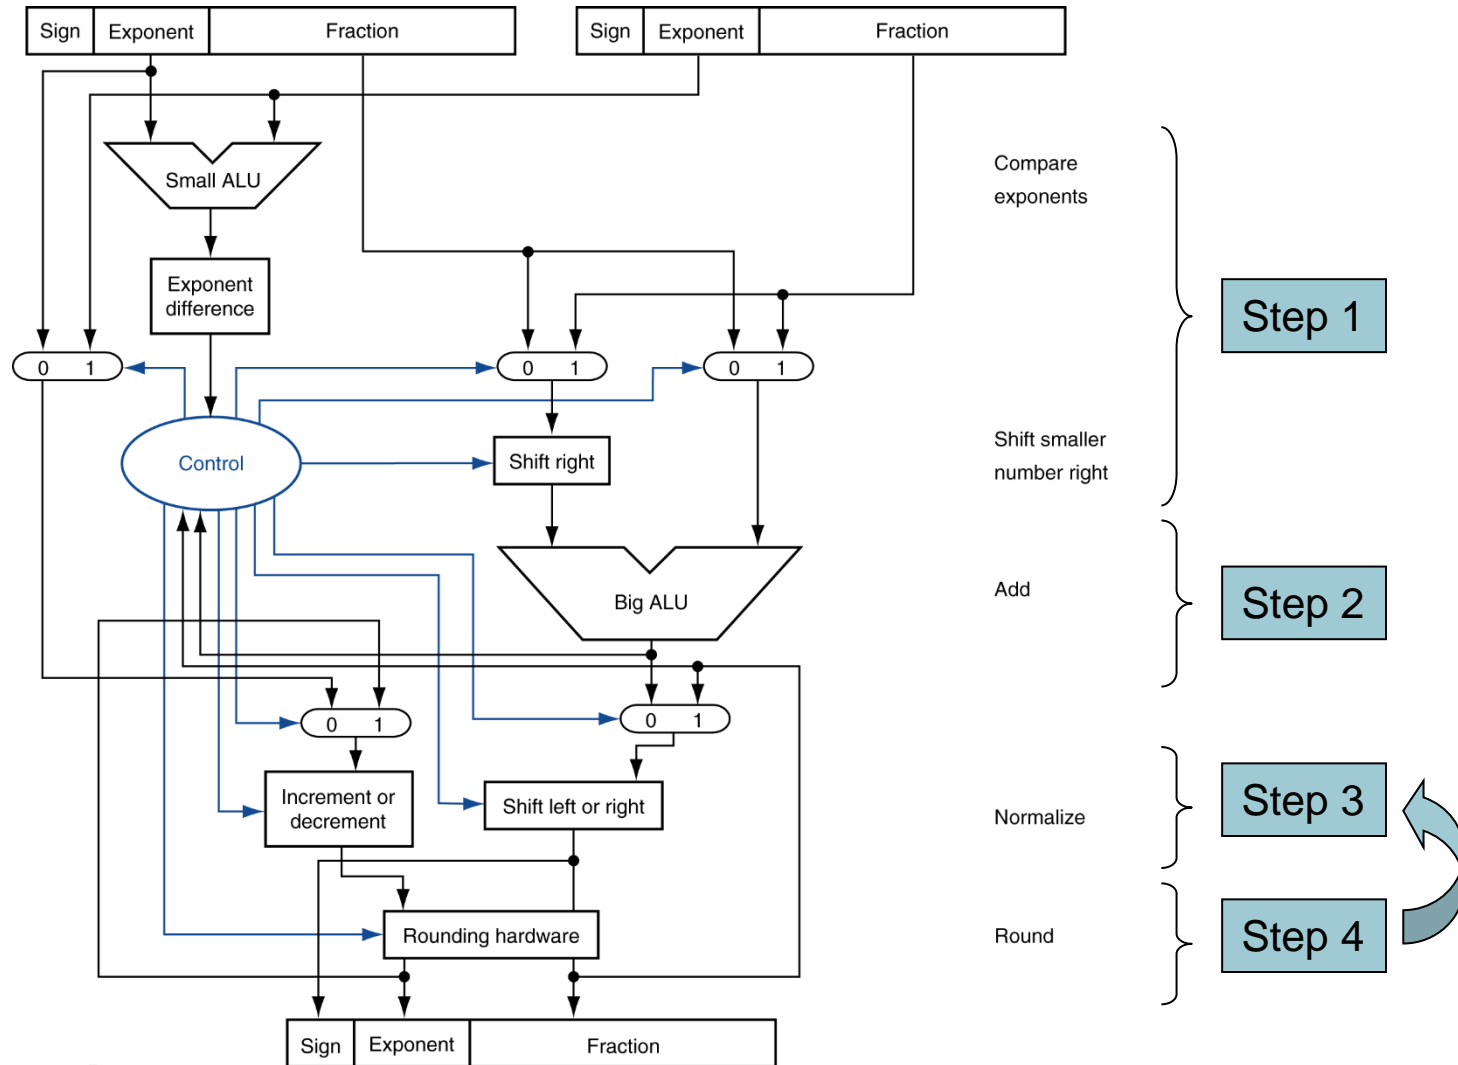 Sign Exponent Fraction Sign Exponent Fraction
Small ALU
Compare
exponents
Exponent
difference
Step 1
0 1 0 1 0 1
Control
Shift right
Shift smaller
number right
Big ALU
Add
Step 2
0 1 0 1
Increment or
decrement
Shift left or right
Normalize
Step 3
Rounding hardware
Round
Step 4
Sign Exponent Fraction